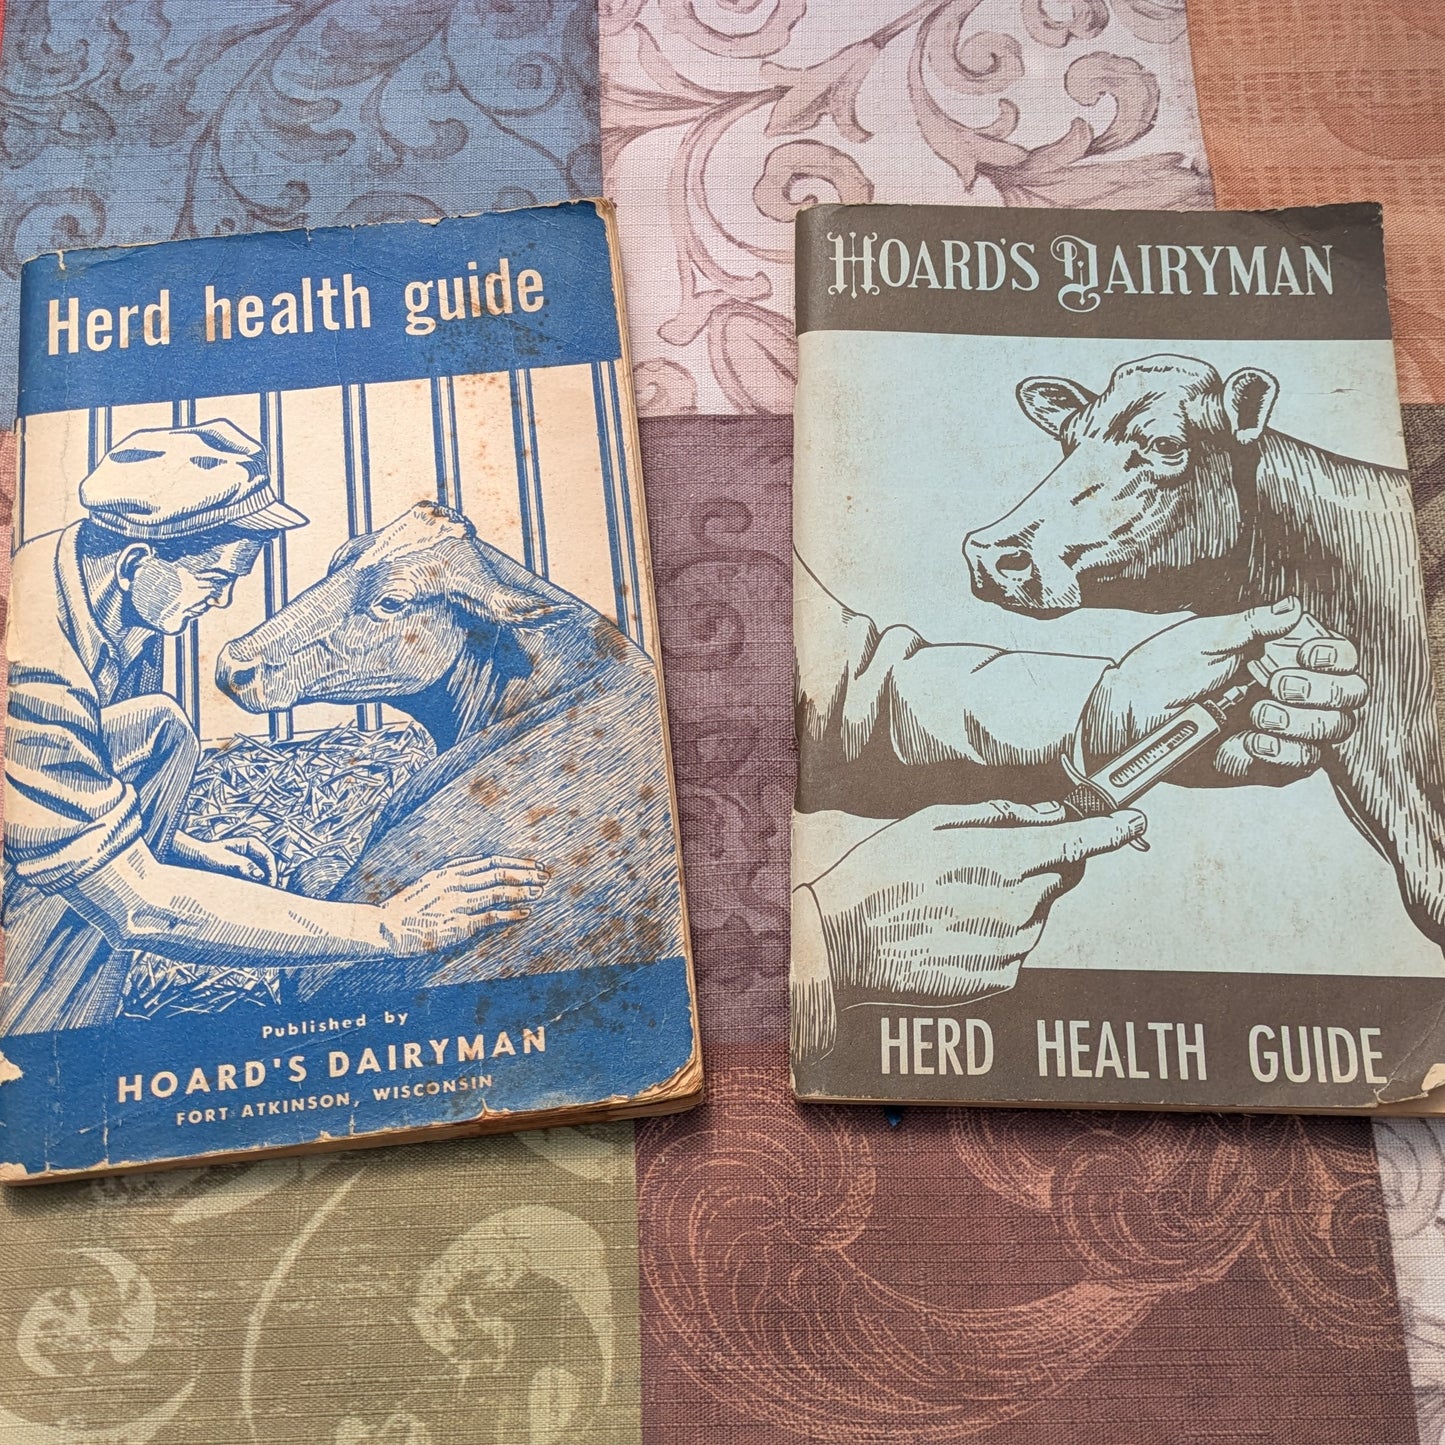 Herd health guide
Published by
HOARD'S DAIRYMAN
FORT ATKINSON, WISCONSIN
HOARD'S DAIRYMAN
HERD HEALTH GUIDE